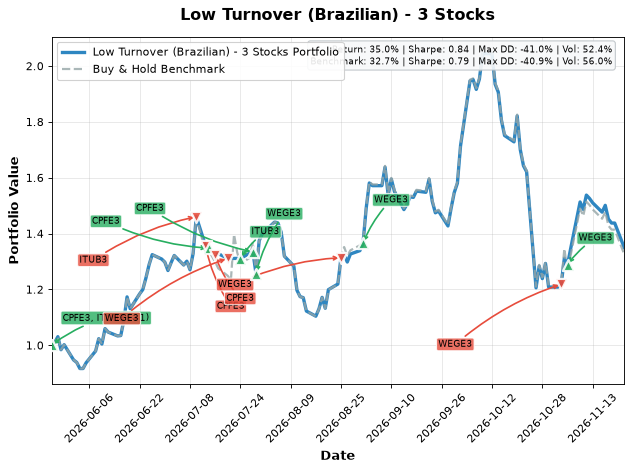 Low Turnover (Brazilian) - 3 Stocks
Low Turnover (Brazilian) - 3 Stocks Portfolio
Buy & Hold Benchmark
35.0% | Sharpe: 0.84 | Max DD: -41.0% | Vol: 52.4%
32.7% | Sharpe: 0.79 | Max DD: -40.9% | Vol: 56.0%
Portfolio Value
2.0
1.8
1.6
1.4
1.2
1.0
CPFE3
CPFE3
WEGE3
WEGE3
ITUB3
WEGE3
ITUB3
WEGE3
CPFE3
CPFE3
CPFE3,
WEGE3
WEGE3
2026-06-06
2026-06-22
2026-07-08
2026-07-24
2026-08-09
2026-08-25
2026-09-10
2026-09-26
2026-10-12
2026-10-28
2026-11-13
Date